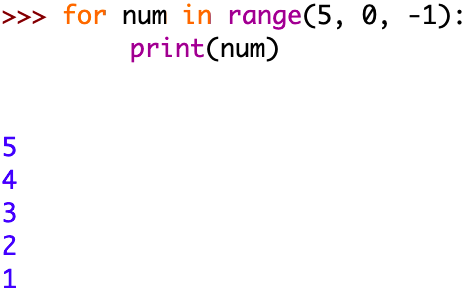 >>> for num in range(5, 0, -1):
        print(num)
5
4
3
2
1